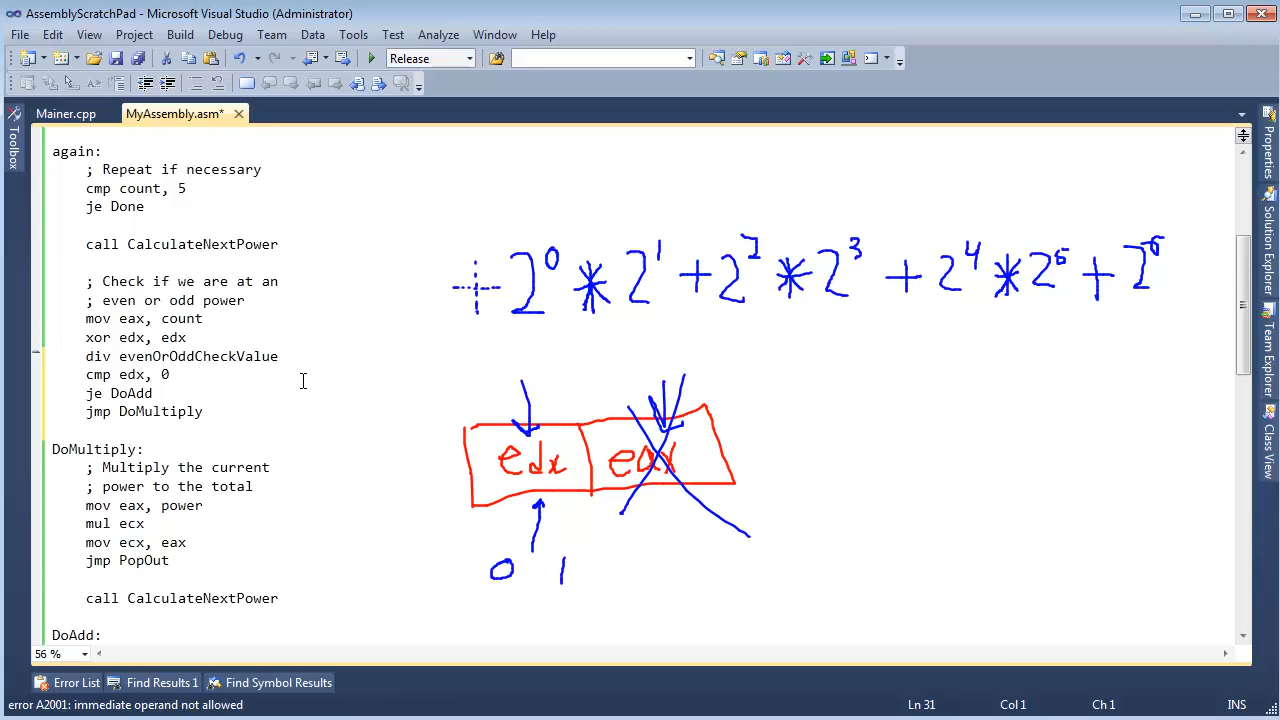 AssemblyScratchPad - Microsoft Visual Studio (Administrator)
File Edit View Project Build Debug Team Data Tools Test Analyze Window Help
Release
Toolbox
Mainer.cpp MyAssembly.asm*
again:
; Repeat if necessary
cmp count, 5
je Done
call CalculateNextPower
; Check if we are at an
; even or odd power
mov eax, count
xor edx, edx
div evenOrOddCheckValue
cmp edx, 0
je DoAdd
jmp DoMultiply
DoMultiply:
; Multiply the current
; power to the total
mov eax, power
mul ecx
mov ecx, eax
jmp PopOut
call CalculateNextPower
DoAdd:
+ 2^0 * 2^1 + 2^2 * 2^3 + 2^4 * 2^5 + 2^6
edx eax
0 1
Properties
Solution Explorer
Team Explorer
Class View
56 %
Error List Find Results 1 Find Symbol Results
error A2001: immediate operand not allowed Ln 31 Col 1 Ch 1 INS